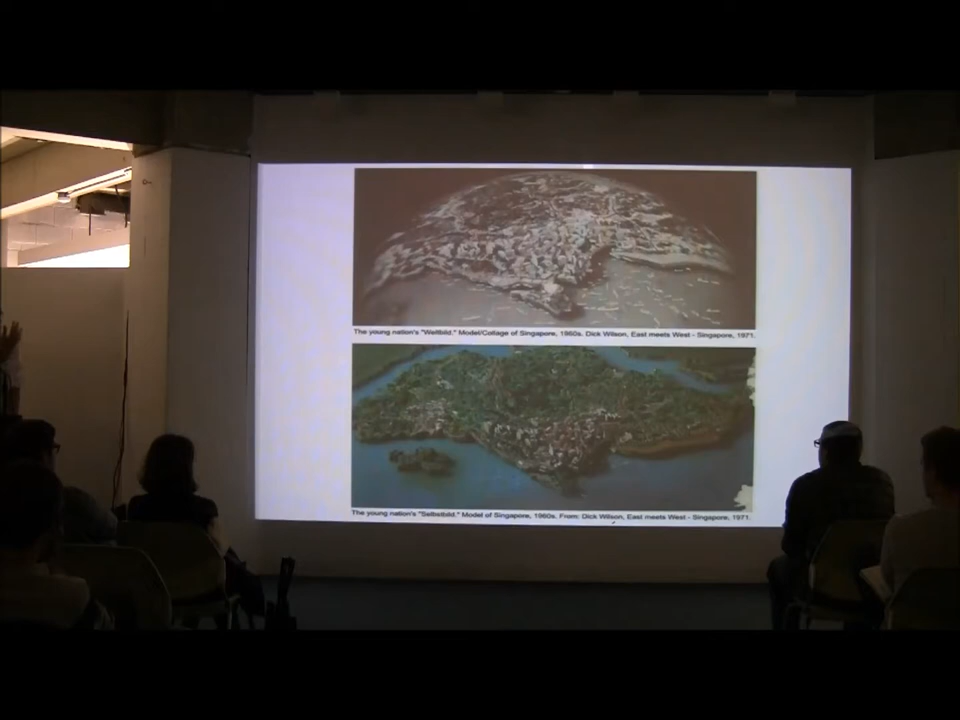 The young nation's "Weltbild." Model/Collage of Singapore, 1960s. Dick Wilson, East meets West - Singapore, 1971.
The young nation's "Selbstbild." Model of Singapore, 1960s. From: Dick Wilson, East meets West - Singapore, 1971.